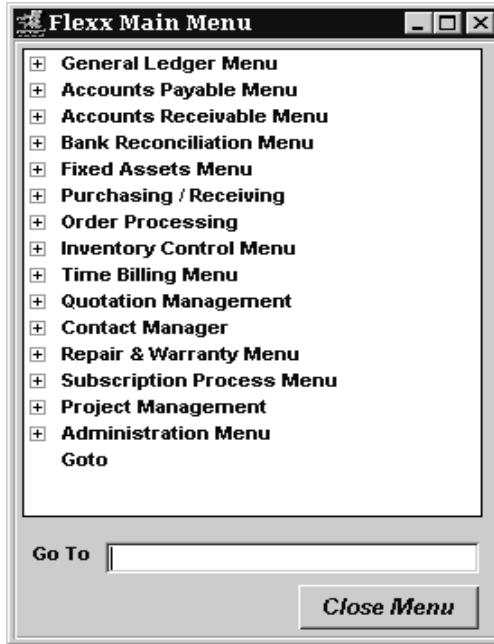 Flexx Main Menu
General Ledger Menu
Accounts Payable Menu
Accounts Receivable Menu
Bank Reconciliation Menu
Fixed Assets Menu
Purchasing / Receiving
Order Processing
Inventory Control Menu
Time Billing Menu
Quotation Management
Contact Manager
Repair & Warranty Menu
Subscription Process Menu
Project Management
Administration Menu
Goto
Go To
Close Menu